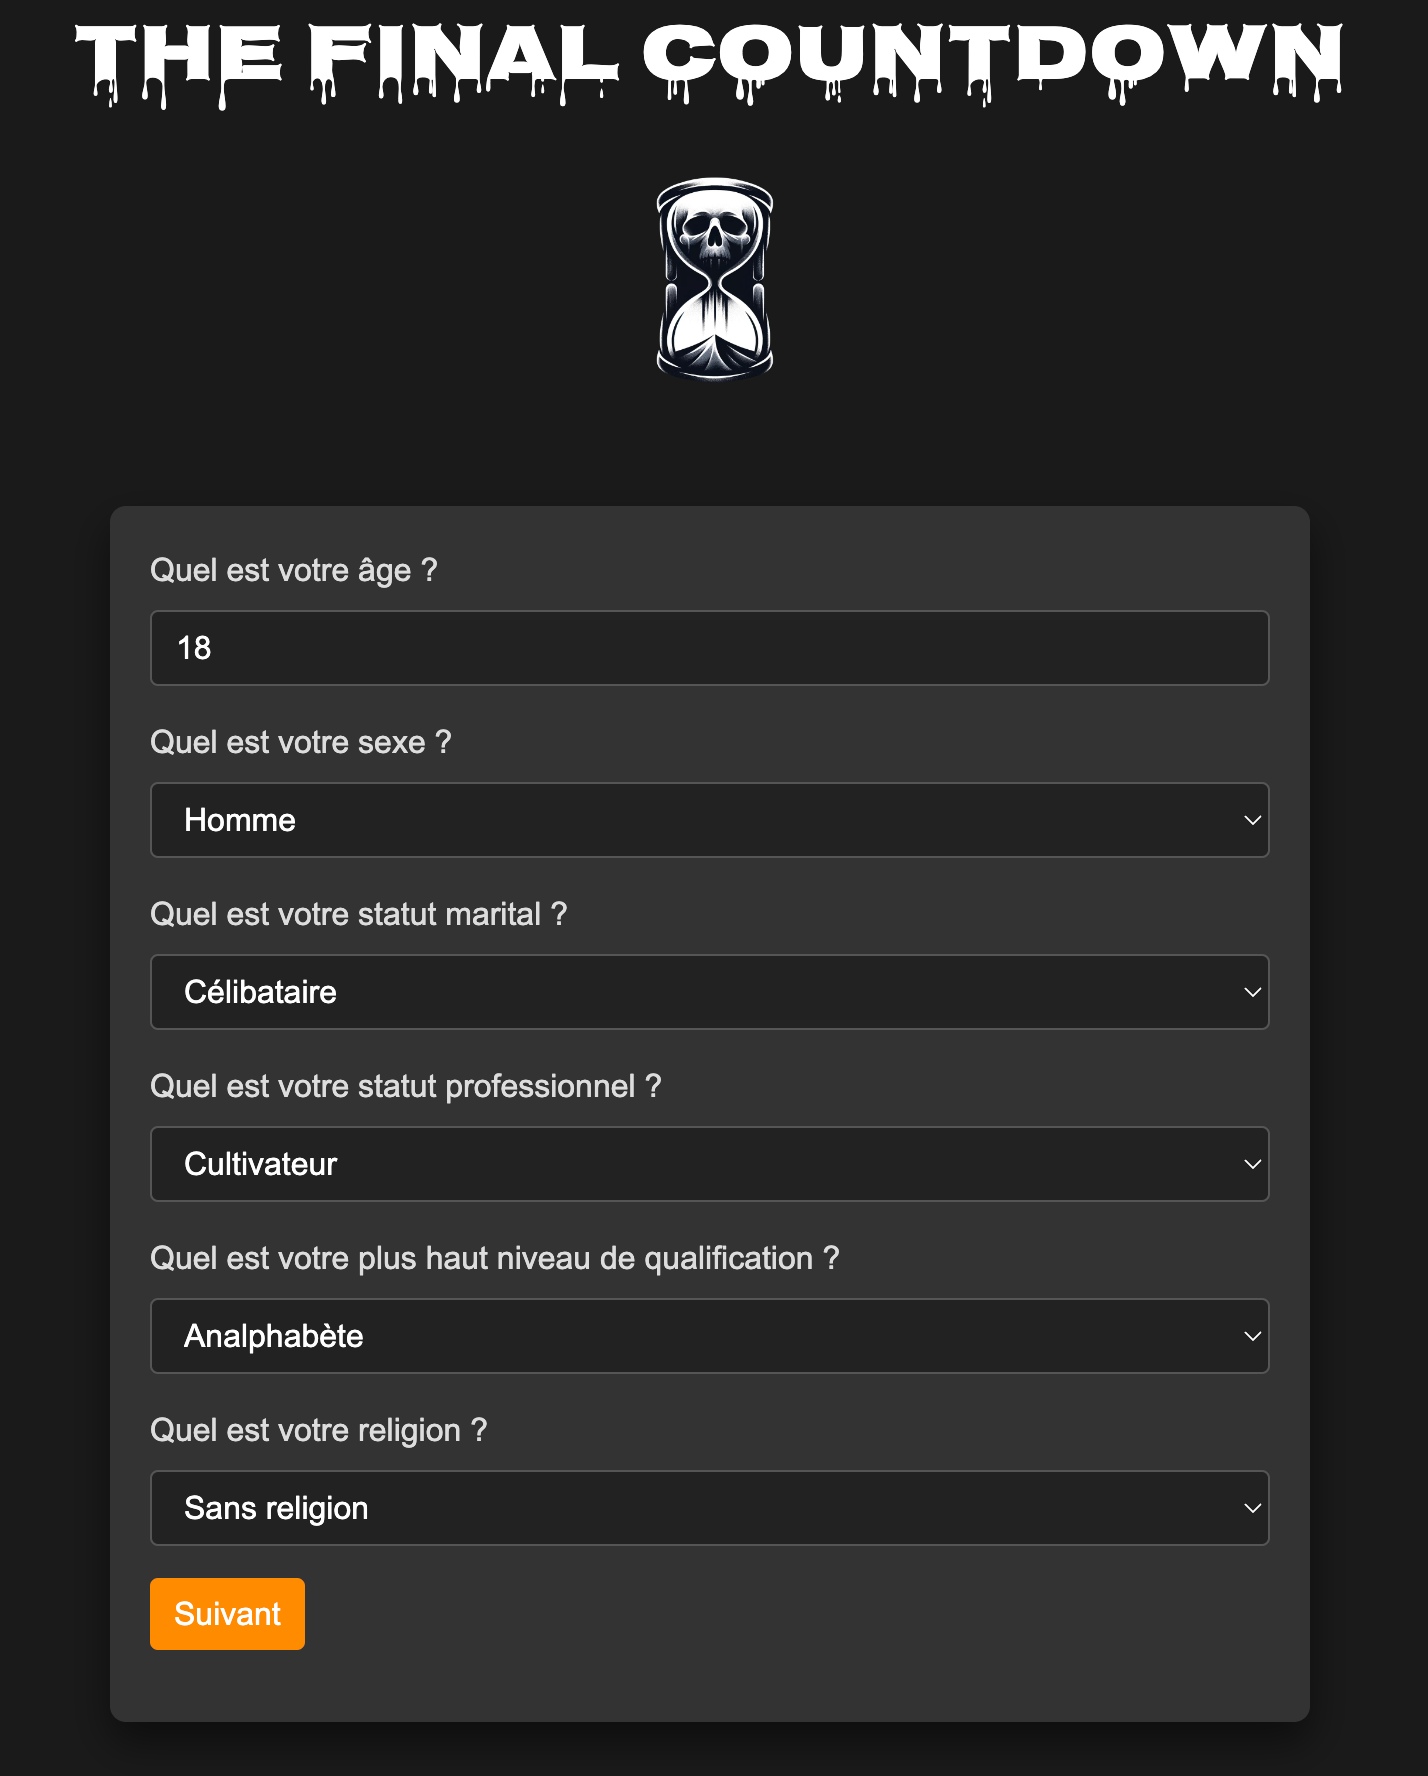 THE FINAL COUNTDOWN
Quel est votre âge ?
18
Quel est votre sexe ?
Homme
Quel est votre statut marital ?
Célibataire
Quel est votre statut professionnel ?
Cultivateur
Quel est votre plus haut niveau de qualification ?
Analphabète
Quel est votre religion ?
Sans religion
Suivant